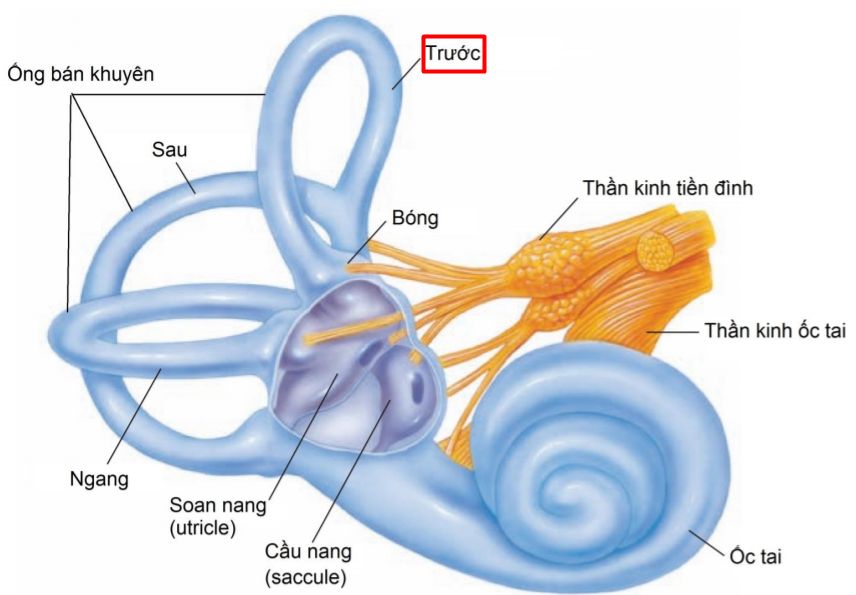 Trước
Ống bán khuyên
Sau
Thần kinh tiền đình
Bóng
Thần kinh ốc tai
Ngang
Soan nang
(utricle)
Cầu nang
(saccule)
Ốc tai